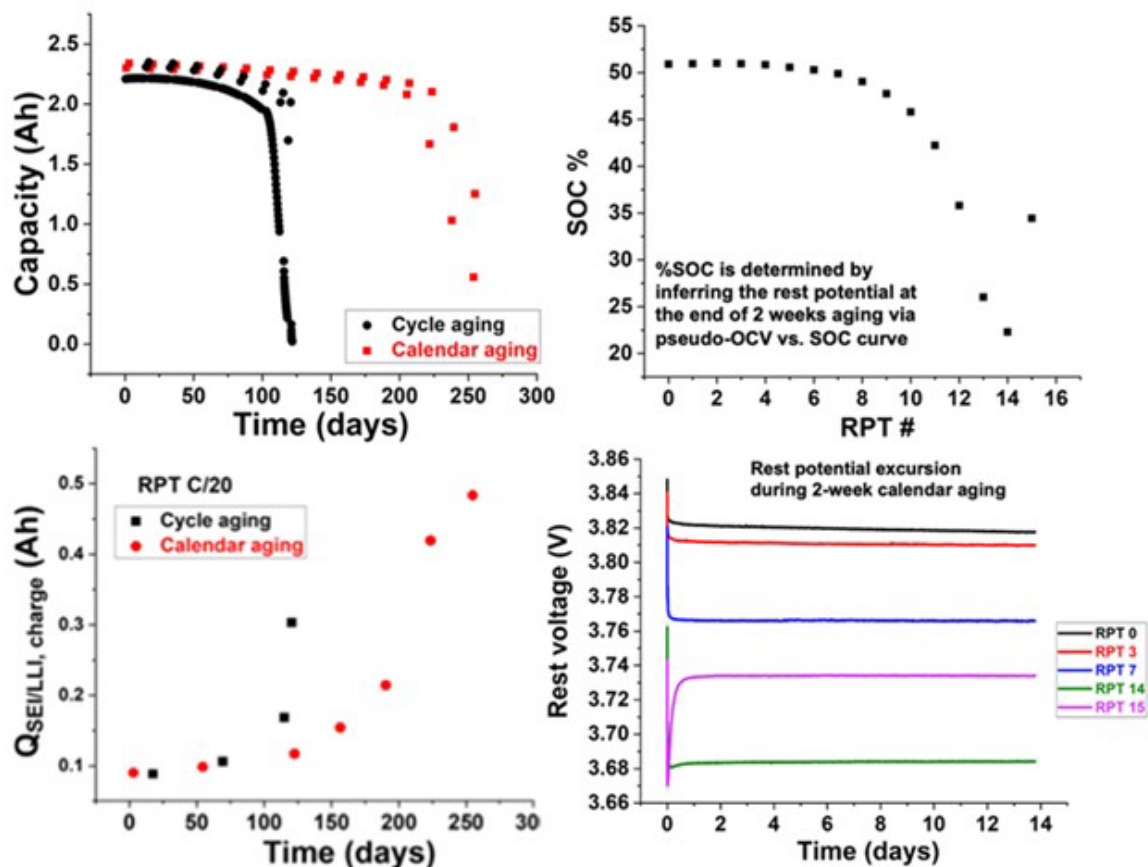 Capacity (Ah)
2.5
2.0
1.5
1.0
0.5
0.0
Cycle aging
Calendar aging
0 50 100 150 200 250 300
Time (days)
SOC %
55
50
45
40
35
30
25
20
%SOC is determined by
inferring the rest potential at
the end of 2 weeks aging via
pseudo-OCV vs. SOC curve
0 2 4 6 8 10 12 14 16
RPT #
QSEI/LLI, charge (Ah)
0.5
0.4
0.3
0.2
0.1
RPT C/20
Cycle aging
Calendar aging
0 50 100 150 200 250 30
Time (days)
Rest voltage (V)
3.86
3.84
3.82
3.80
3.78
3.76
3.74
3.72
3.70
3.68
3.66
Rest potential excursion
during 2-week calendar aging
RPT 0
RPT 3
RPT 7
RPT 14
RPT 15
0 2 4 6 8 10 12 14
Time (days)